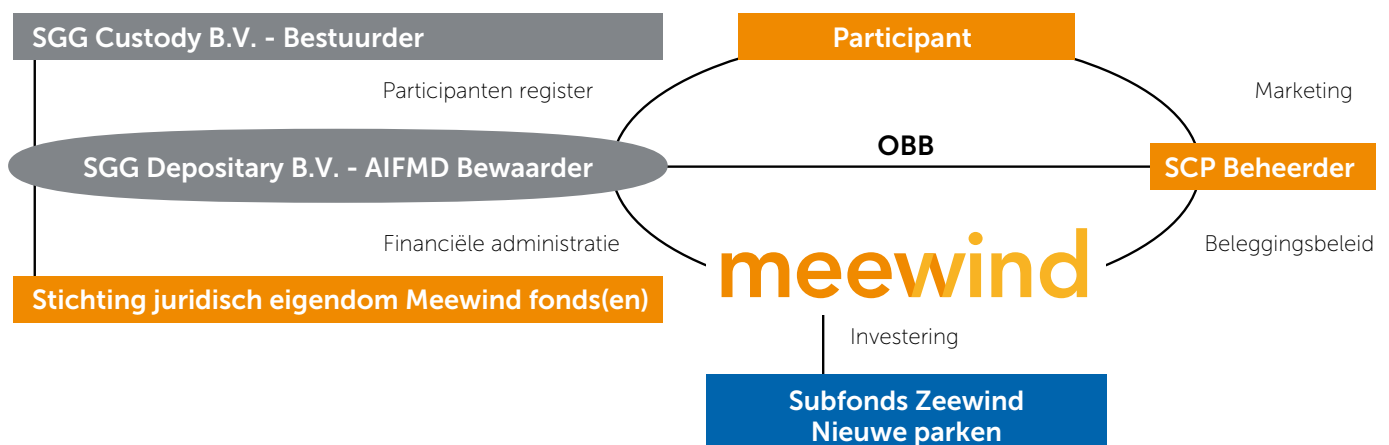 SGG Custody B.V. - Bestuurder
Participant
Participanten register
Marketing
OBB
SGG Depositary B.V. - AIFMD Bewaarder
SCP Beheerder
Financiële administratie
meewind
Beleggingsbeleid
Stichting juridisch eigendom Meewind fonds(en)
Investering
Subfonds Zeewind
Nieuwe parken